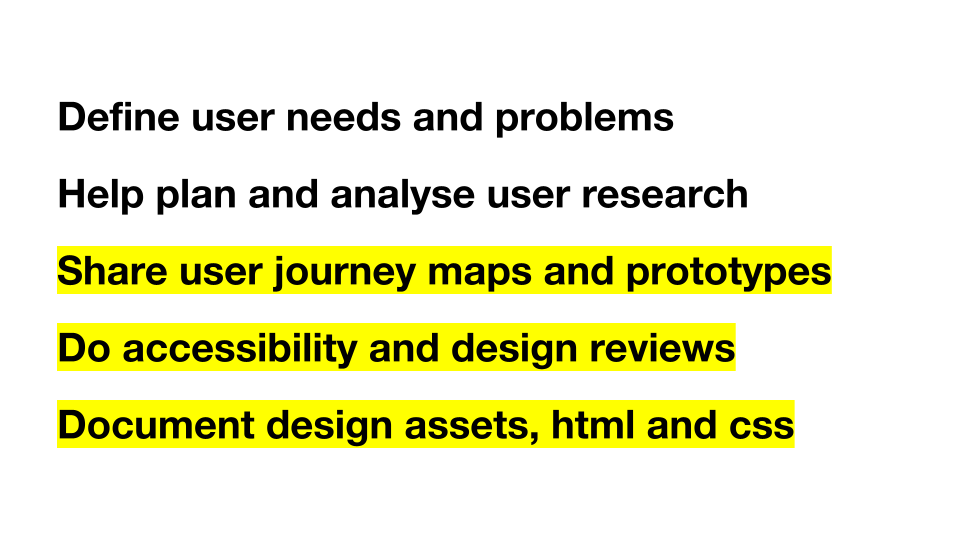 Define user needs and problems
Help plan and analyse user research
Share user journey maps and prototypes
Do accessibility and design reviews
Document design assets, html and css